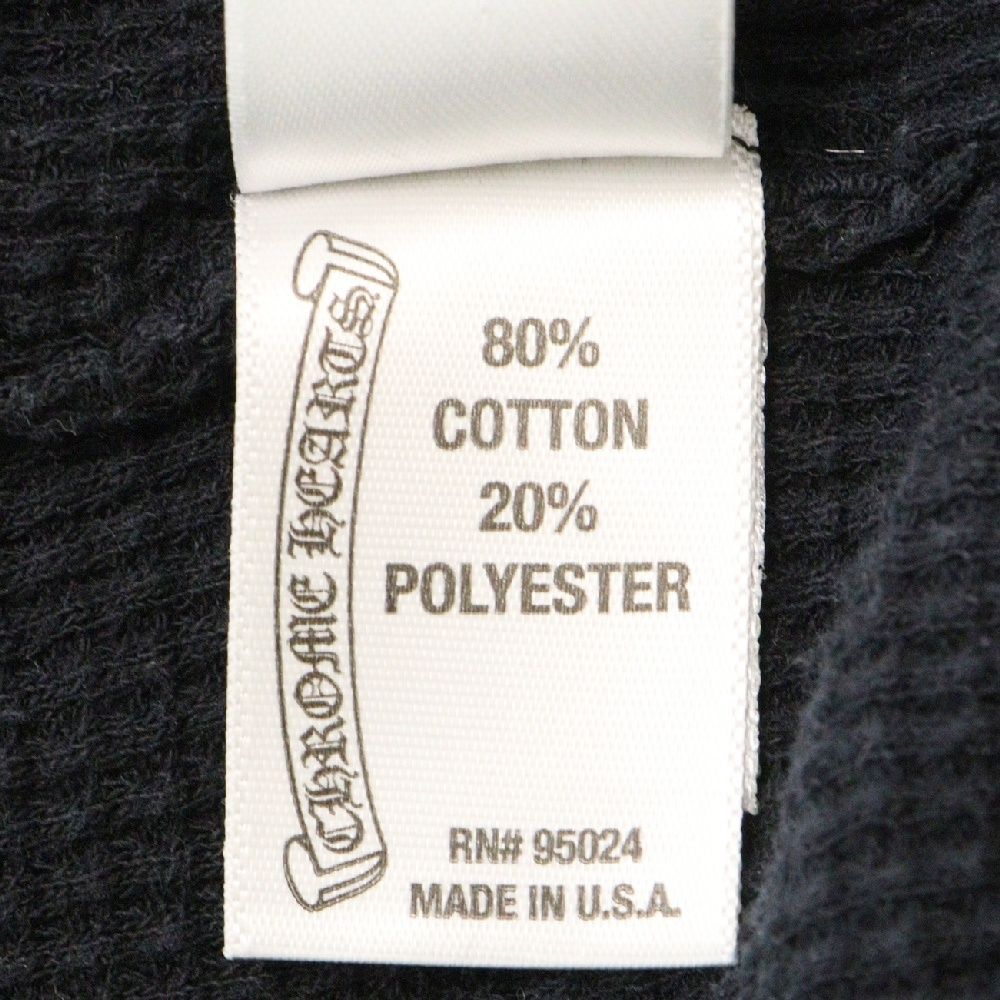 CHROME HEARTS
80%
COTTON
20%
POLYESTER
RN# 95024
MADE IN U.S.A.